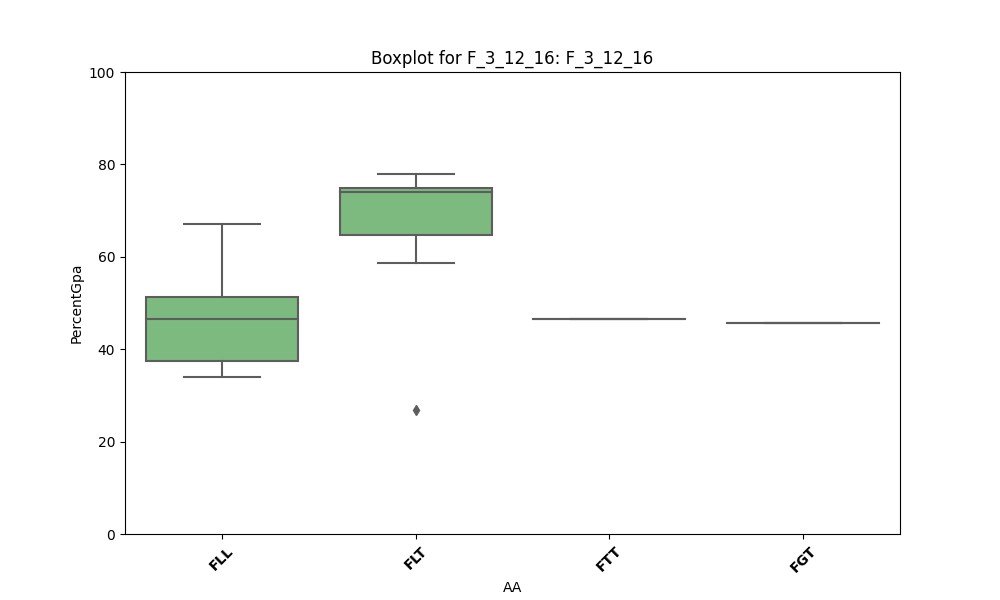 Boxplot for F_3_12_16: F_3_12_16
100
80
60
40
20
0
PercentGpa
FLL
FLT
FTT
FGT
AA